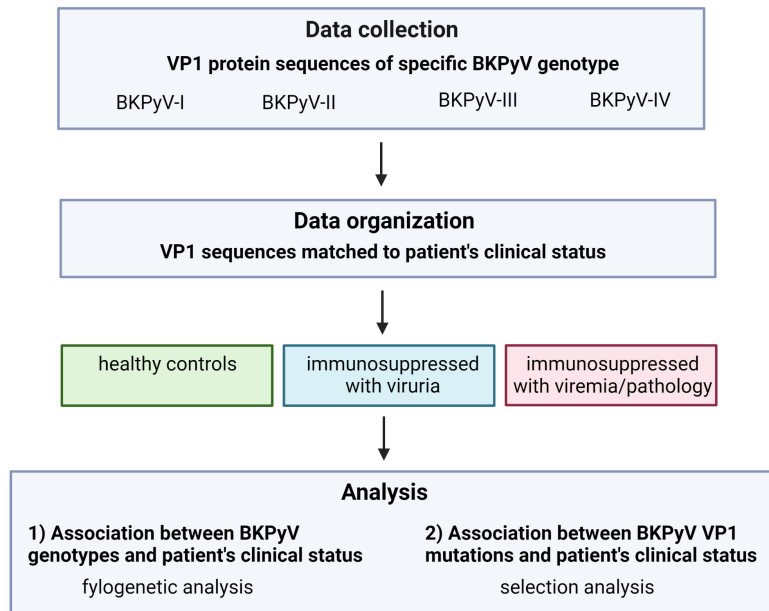 Data collection
VP1 protein sequences of specific BKPyV genotype
BKPyV-I BKPyV-II BKPyV-III BKPyV-IV
Data organization
VP1 sequences matched to patient's clinical status
healthy controls
immunosuppressed
with viruria
immunosuppressed
with viremia/pathology
Analysis
1) Association between BKPyV
genotypes and patient's clinical status
fylogenetic analysis
2) Association between BKPyV VP1
mutations and patient's clinical status
selection analysis